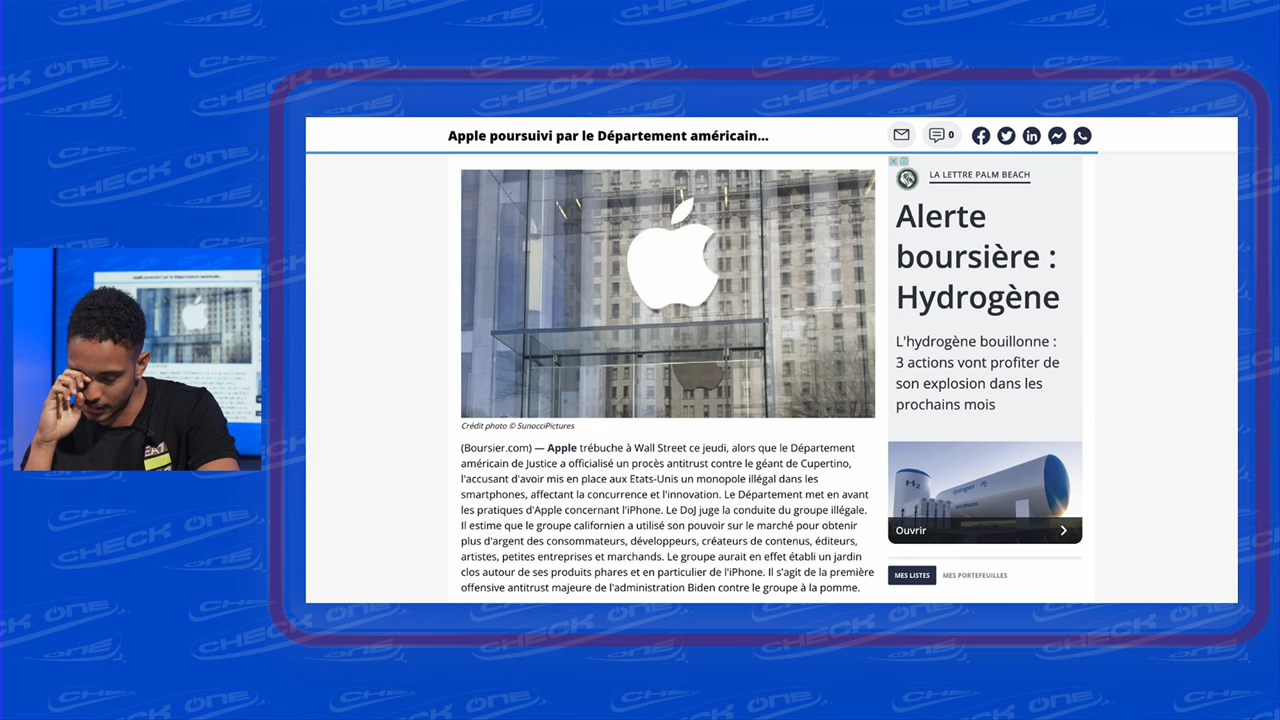 Apple poursuivi par le Département américain...
0
LA LETTRE PALM BEACH
Alerte
boursière :
Hydrogène
L'hydrogène bouillonne :
3 actions vont profiter de
son explosion dans les
prochains mois
H2
Hydrogen
H2
Ouvrir
MES LISTES MES PORTEFEUILLES
Crédit photo © SunocciPictures
(Boursier.com) — Apple trébuche à Wall Street ce jeudi, alors que le Département
américain de Justice a officialisé un procès antitrust contre le géant de Cupertino,
l'accusant d'avoir mis en place aux Etats-Unis un monopole illégal dans les
smartphones, affectant la concurrence et l'innovation. Le Département met en avant
les pratiques d'Apple concernant l'iPhone. Le DoJ juge la conduite du groupe illégale.
Il estime que le groupe californien a utilisé son pouvoir sur le marché pour obtenir
plus d'argent des consommateurs, développeurs, créateurs de contenus, éditeurs,
artistes, petites entreprises et marchands. Le groupe aurait en effet établi un jardin
clos autour de ses produits phares et en particulier de l'iPhone. Il s'agit de la première
offensive antitrust majeure de l'administration Biden contre le groupe à la pomme.
CHECK ONE